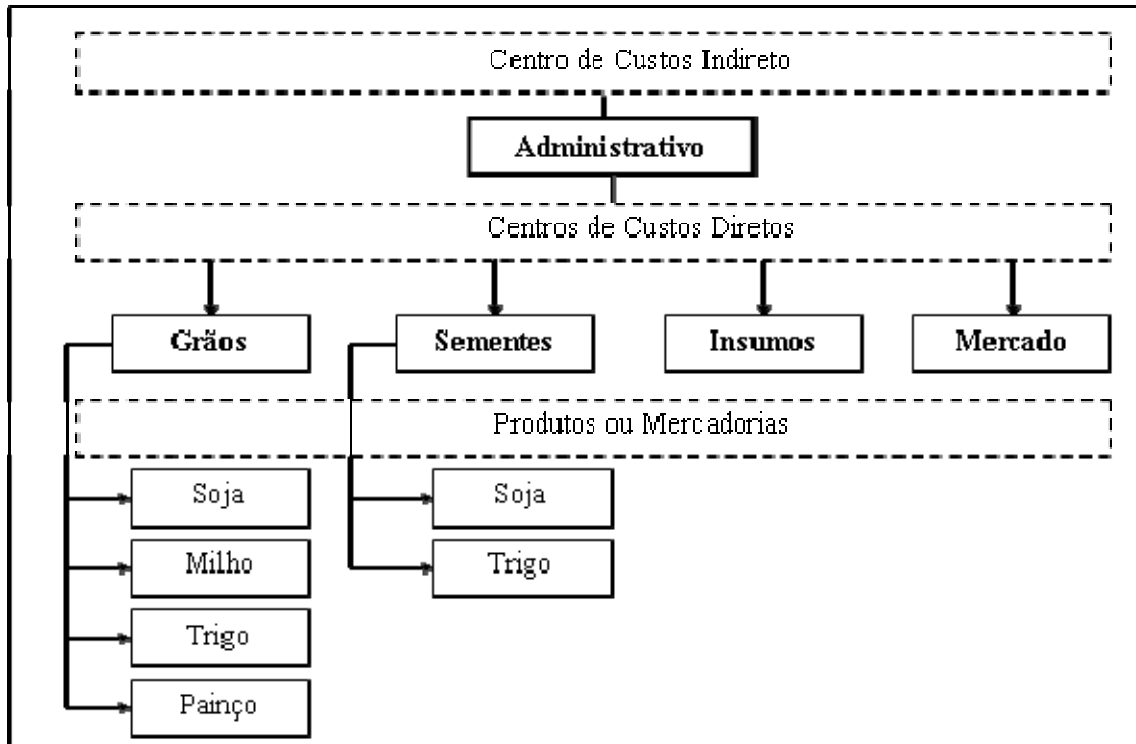 Centro de Custos Indireto
Administrativo
Centros de Custos Diretos
Grãos Sementes Insumos Mercado
Produtos ou Mercadorias
Soja Soja
Milho Trigo
Trigo
Painço